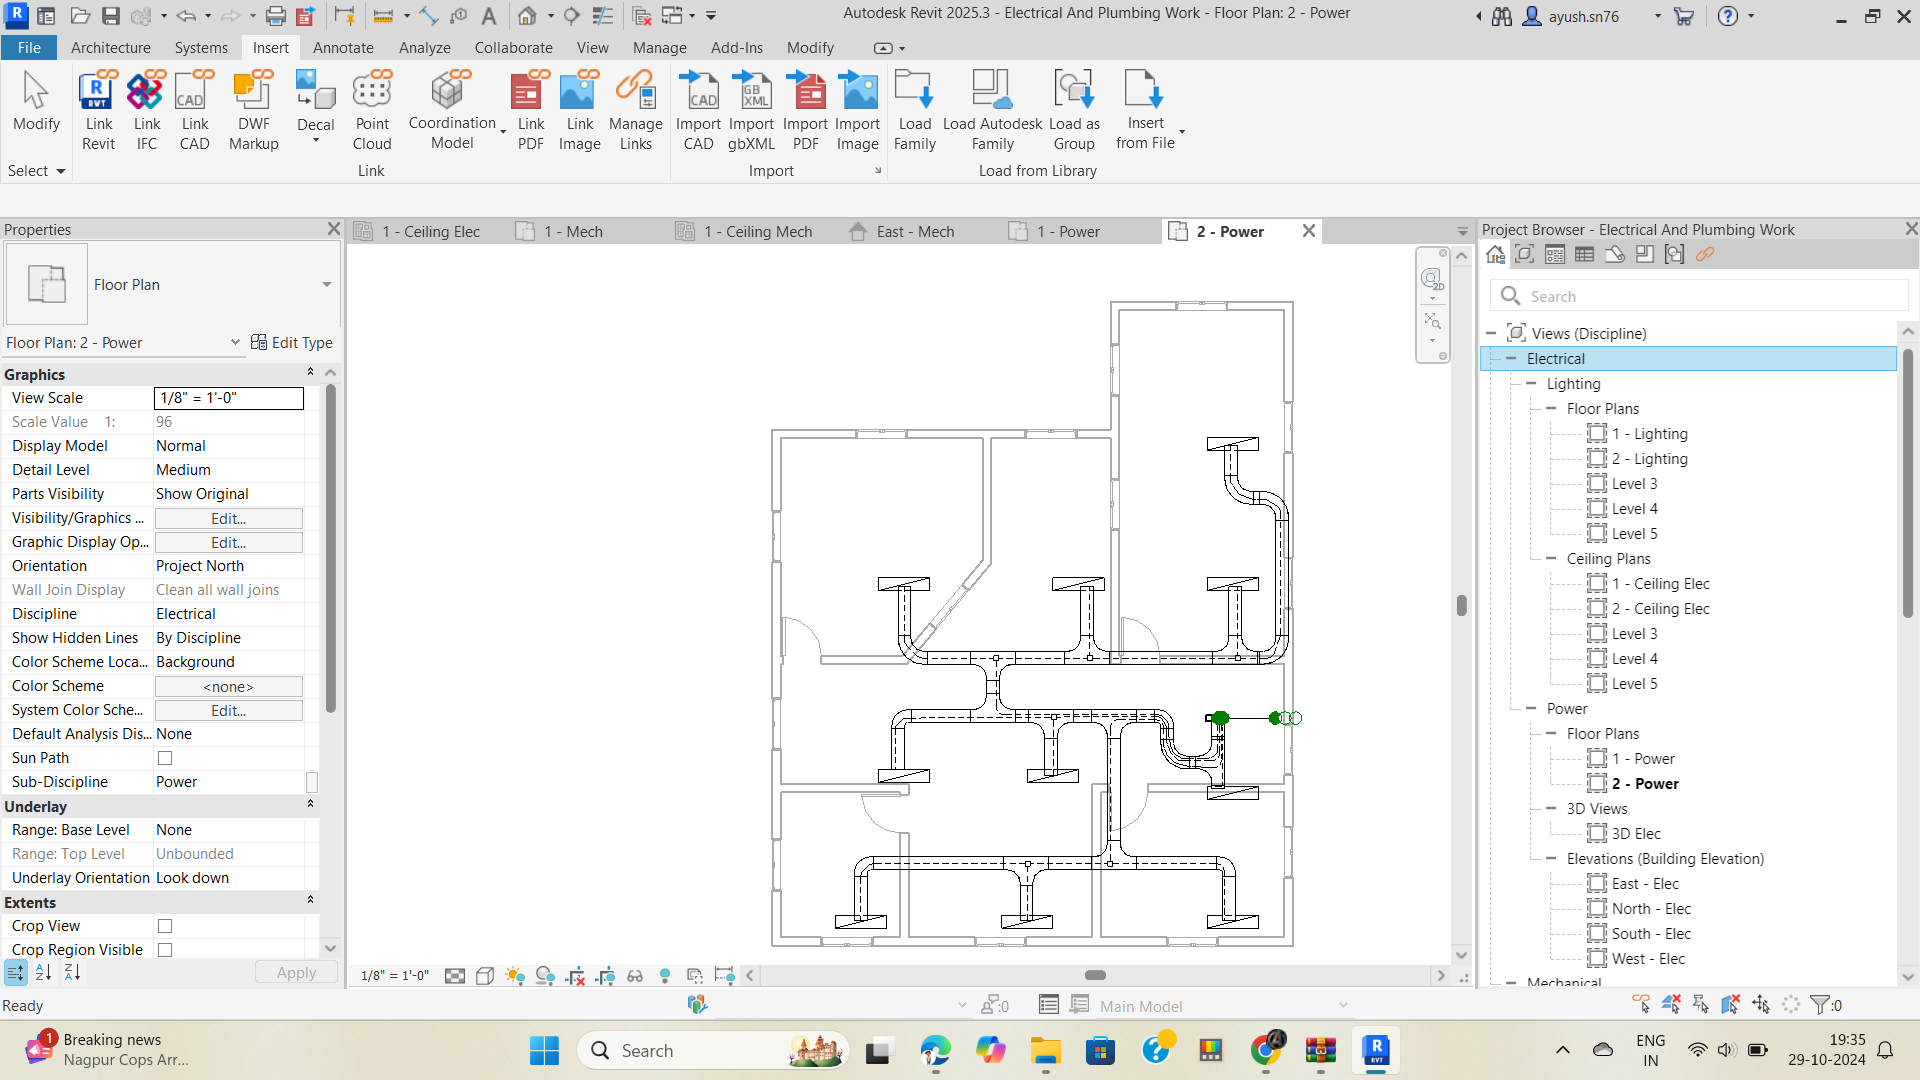 Autodesk Revit 2025.3 - Electrical And Plumbing Work - Floor Plan: 2 - Power
ayush.sn76
File
Architecture
Systems
Insert
Annotate
Analyze
Collaborate
View
Manage
Add-Ins
Modify
Modify
Link Revit
Link IFC
Link CAD
DWF Markup
Decal
Point Cloud
Coordination Model
Link PDF
Link Image
Manage Links
Import CAD
Import gbXML
Import PDF
Import Image
Load Family
Load Autodesk Family
Load as Group
Insert from File
Select
Link
Import
Load from Library
Properties
Floor Plan
Floor Plan: 2 - Power
Edit Type
Graphics
View Scale 1/8" = 1'-0"
Scale Value 1: 96
Display Model Normal
Detail Level Medium
Parts Visibility Show Original
Visibility/Graphics ... Edit...
Graphic Display Op... Edit...
Orientation Project North
Wall Join Display Clean all wall joins
Discipline Electrical
Show Hidden Lines By Discipline
Color Scheme Loca... Background
Color Scheme <none>
System Color Sche... Edit...
Default Analysis Dis... None
Sun Path
Sub-Discipline Power
Underlay
Range: Base Level None
Range: Top Level Unbounded
Underlay Orientation Look down
Extents
Crop View
Crop Region Visible
Apply
1 - Ceiling Elec
1 - Mech
1 - Ceiling Mech
East - Mech
1 - Power
2 - Power
2D
1/8" = 1'-0"
Project Browser - Electrical And Plumbing Work
Search
Views (Discipline)
Electrical
Lighting
Floor Plans
1 - Lighting
2 - Lighting
Level 3
Level 4
Level 5
Ceiling Plans
1 - Ceiling Elec
2 - Ceiling Elec
Level 3
Level 4
Level 5
Power
Floor Plans
1 - Power
2 - Power
3D Views
3D Elec
Elevations (Building Elevation)
East - Elec
North - Elec
South - Elec
West - Elec
Mechanical
Ready
:0
Main Model
:0
1
Breaking news
Nagpur Cops Arr...
Search
ENG
IN
19:35
29-10-2024